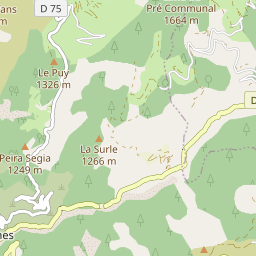 D 75
Pré Communal
1664 m
Le Puy
1326 m
La Surle
1266 m
Peira Segia
1249 m